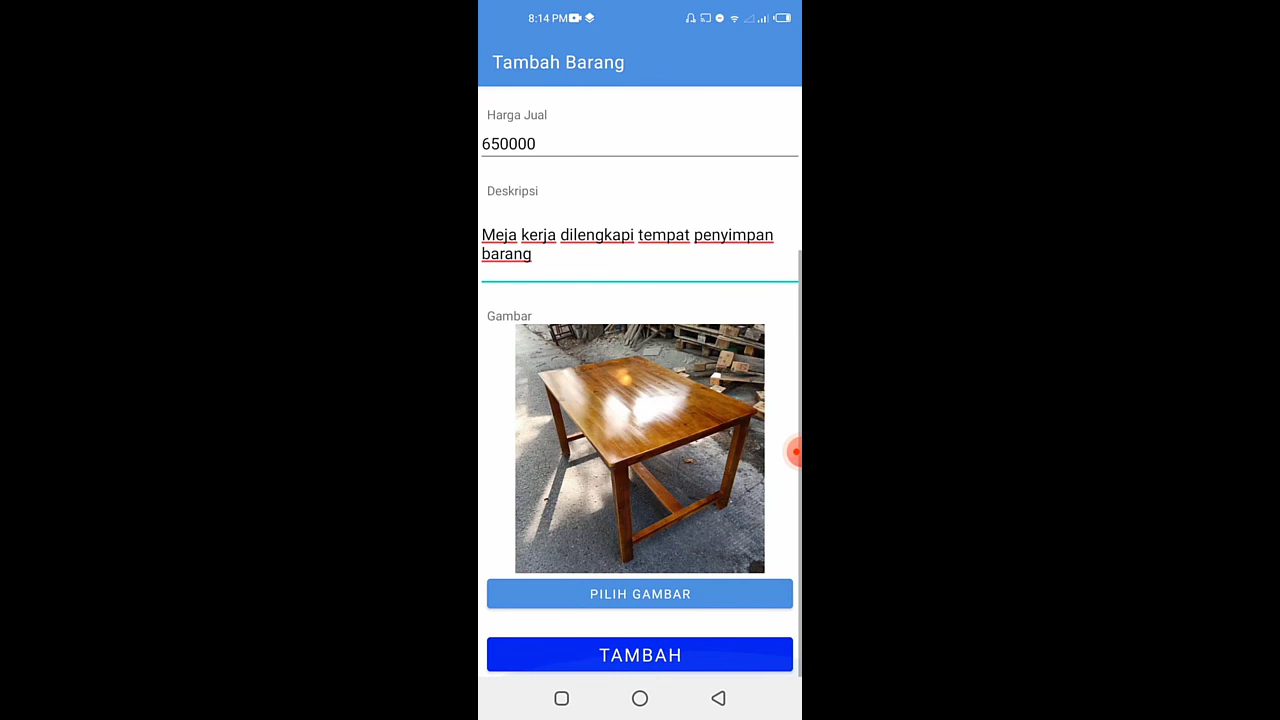 8:14 PM
Tambah Barang
Harga Jual
650000
Deskripsi
Meja kerja dilengkapi tempat penyimpan
barang
Gambar
PILIH GAMBAR
TAMBAH